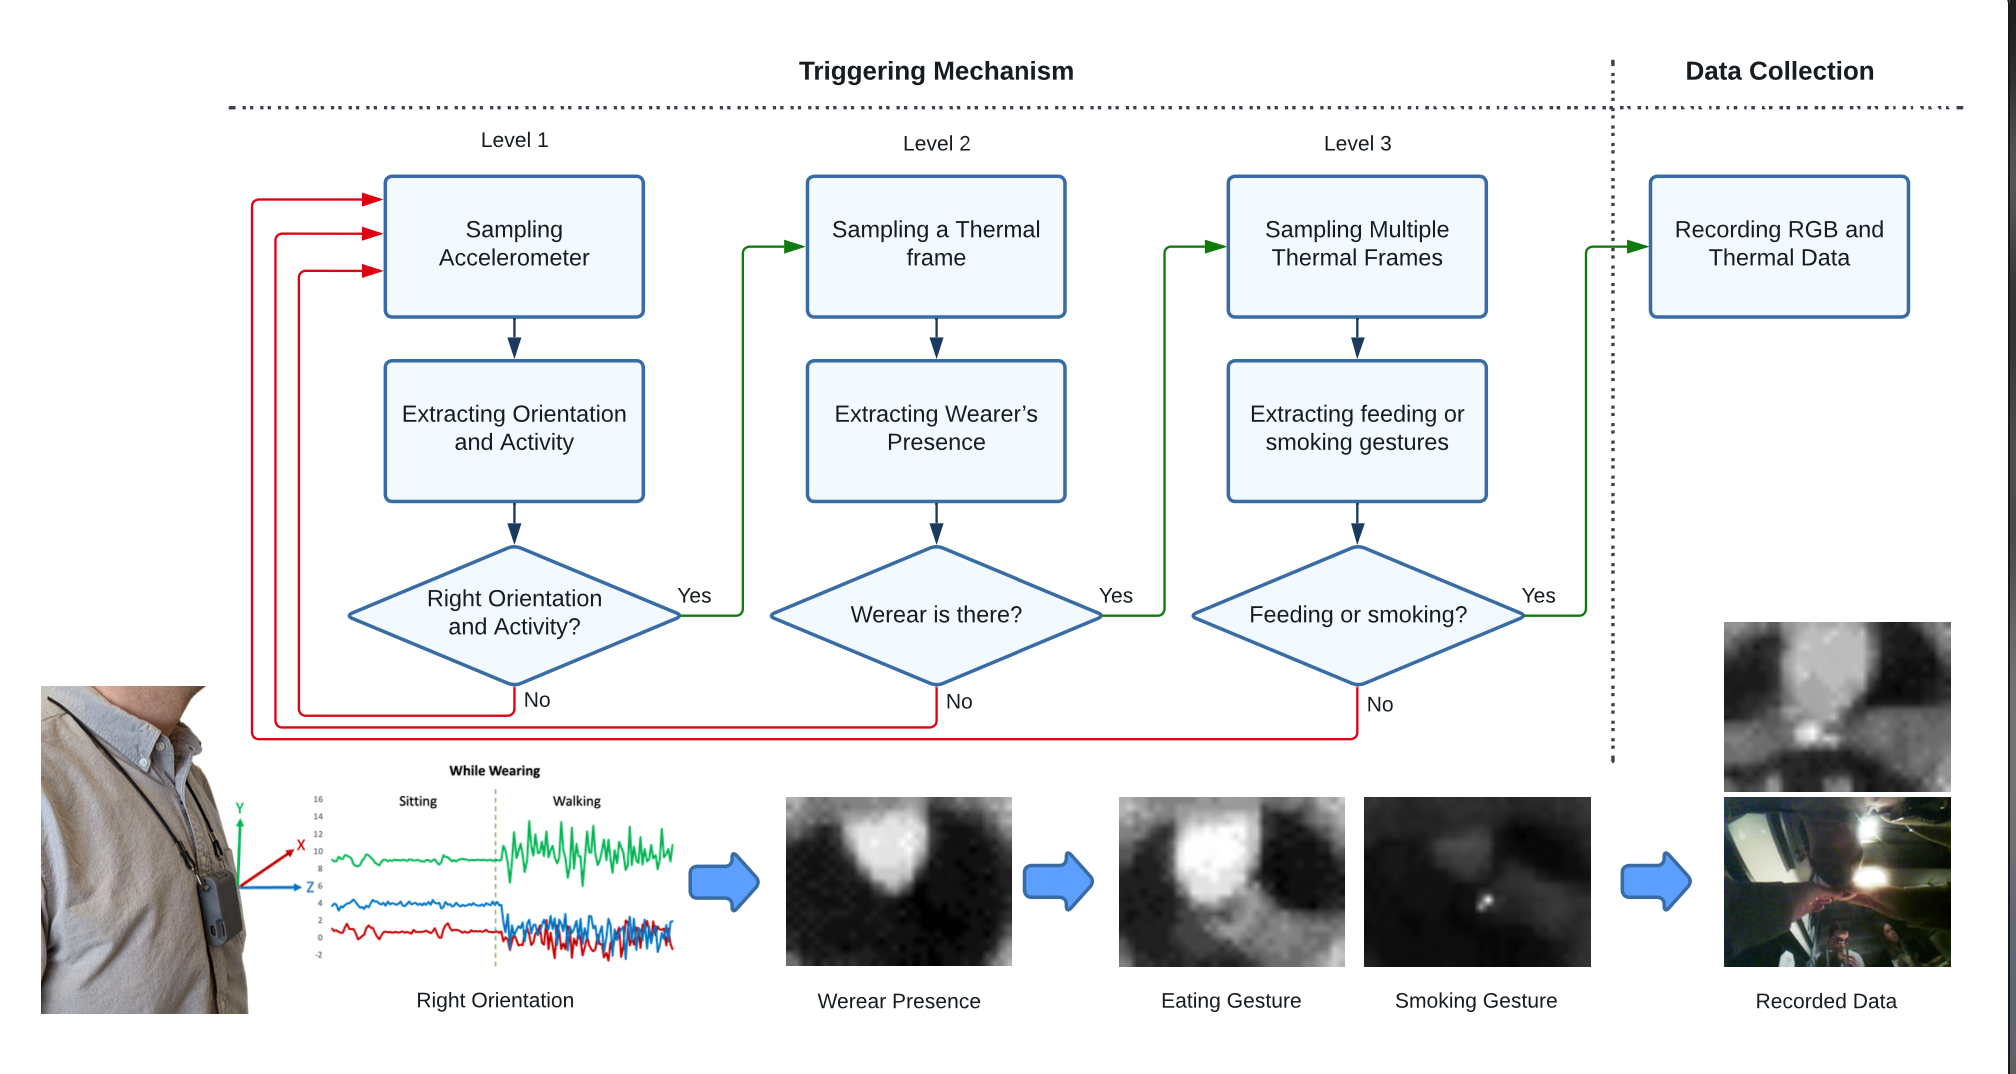 Triggering Mechanism
Data Collection
Level 1
Level 2
Level 3
Sampling
Accelerometer
Sampling a Thermal
frame
Sampling Multiple
Thermal Frames
Recording RGB and
Thermal Data
Extracting Orientation
and Activity
Extracting Wearer’s
Presence
Extracting feeding or
smoking gestures
Right Orientation
and Activity?
Yes
No
Werear is there?
Yes
No
Feeding or smoking?
Yes
No
While Wearing
Sitting
Walking
16
14
12
10
8
6
4
2
0
-2
Y
X
Z
Right Orientation
Werear Presence
Eating Gesture
Smoking Gesture
Recorded Data